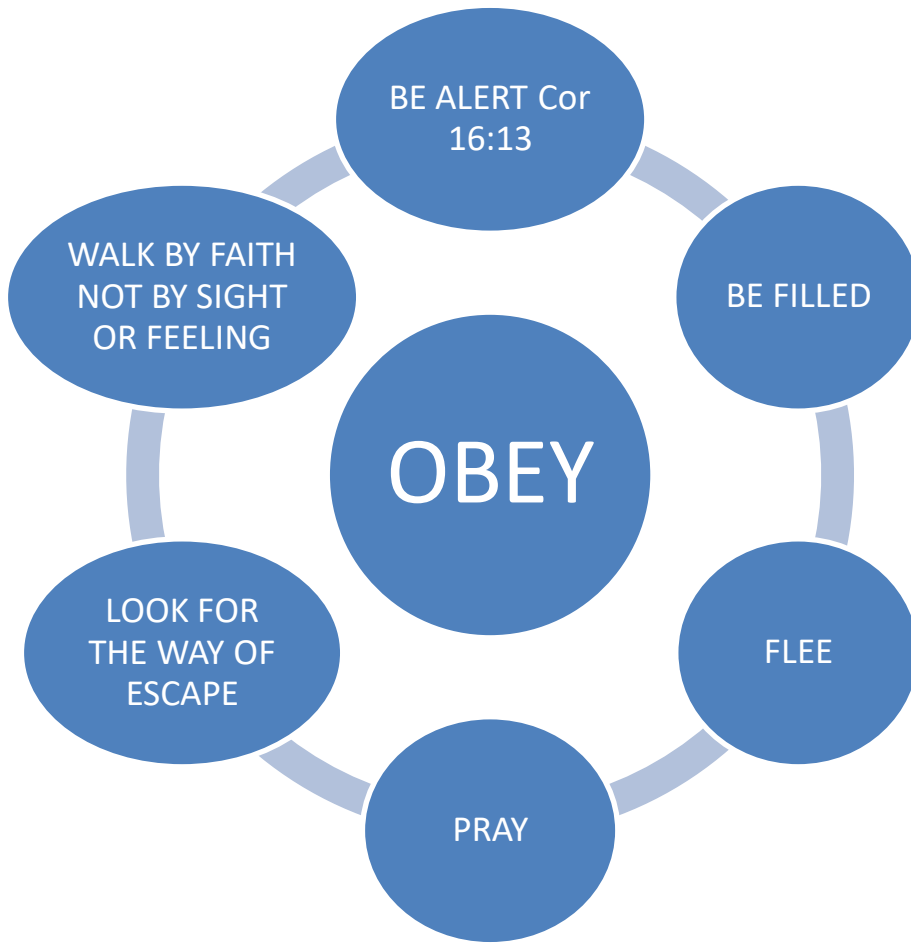 BE ALERT Cor
16:13
BE FILLED
FLEE
PRAY
LOOK FOR
THE WAY OF
ESCAPE
WALK BY FAITH
NOT BY SIGHT
OR FEELING
OBEY